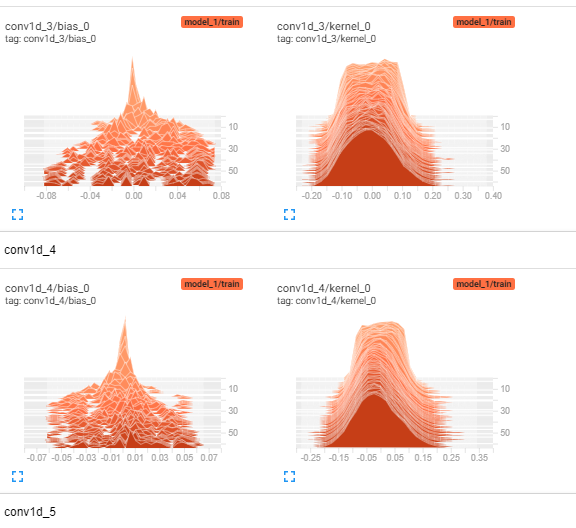 conv1d_3/bias_0 model_1/train
tag: conv1d_3/bias_0
10
30
50
-0.08 -0.04 0.00 0.04 0.08
conv1d_3/kernel_0 model_1/train
tag: conv1d_3/kernel_0
10
30
50
-0.20 -0.10 0.00 0.10 0.20 0.30 0.40
conv1d_4
conv1d_4/bias_0 model_1/train
tag: conv1d_4/bias_0
10
30
50
-0.07 -0.05 -0.03 -0.01 0.01 0.03 0.05 0.07
conv1d_4/kernel_0 model_1/train
tag: conv1d_4/kernel_0
10
30
50
-0.25 -0.15 -0.05 0.05 0.15 0.25 0.35
conv1d_5